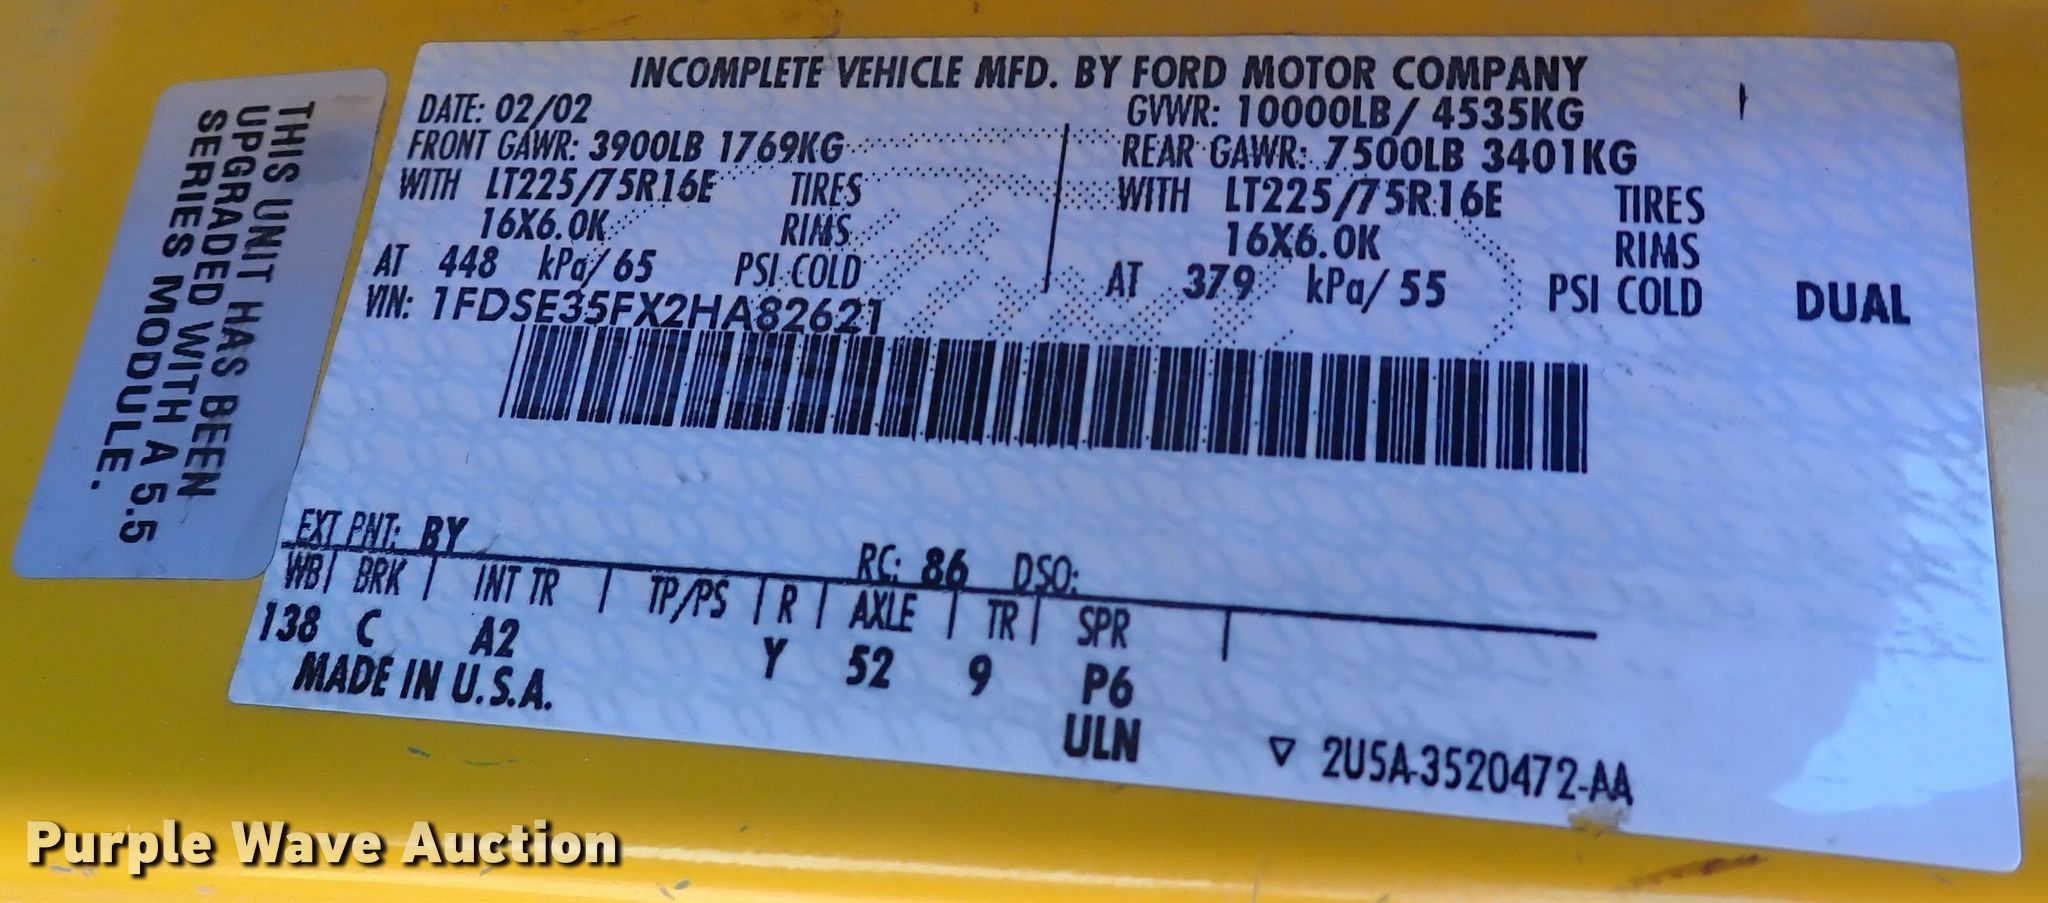 THIS UNIT HAS BEEN
UPGRADED WITH A 5.5
SERIES MODULE.
INCOMPLETE VEHICLE MFD. BY FORD MOTOR COMPANY
DATE: 02/02 GVWR: 10000LB/ 4535KG
FRONT GAWR: 3900LB 1769KG REAR GAWR: 7500LB 3401KG
WITH LT225/75R16E TIRES WITH LT225/75R16E TIRES
16X6.0K RIMS 16X6.0K RIMS
AT 448 kPa/ 65 PSI COLD AT 379 kPa/ 55 PSI COLD DUAL
VIN: 1FDSE35FX2HA82621
EXT PNT: BY RC: 86 DSO:
WB BRK INT TR TP/PS R AXLE TR SPR
138 C A2 Y 52 9 P6
MADE IN U.S.A. ULN
▽ 2U5A-3520472-AA
Purple Wave Auction